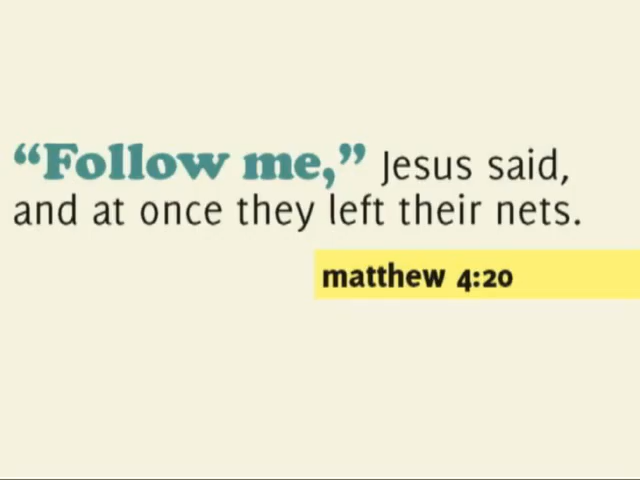 “Follow me,” Jesus said,
and at once they left their nets.
matthew 4:20